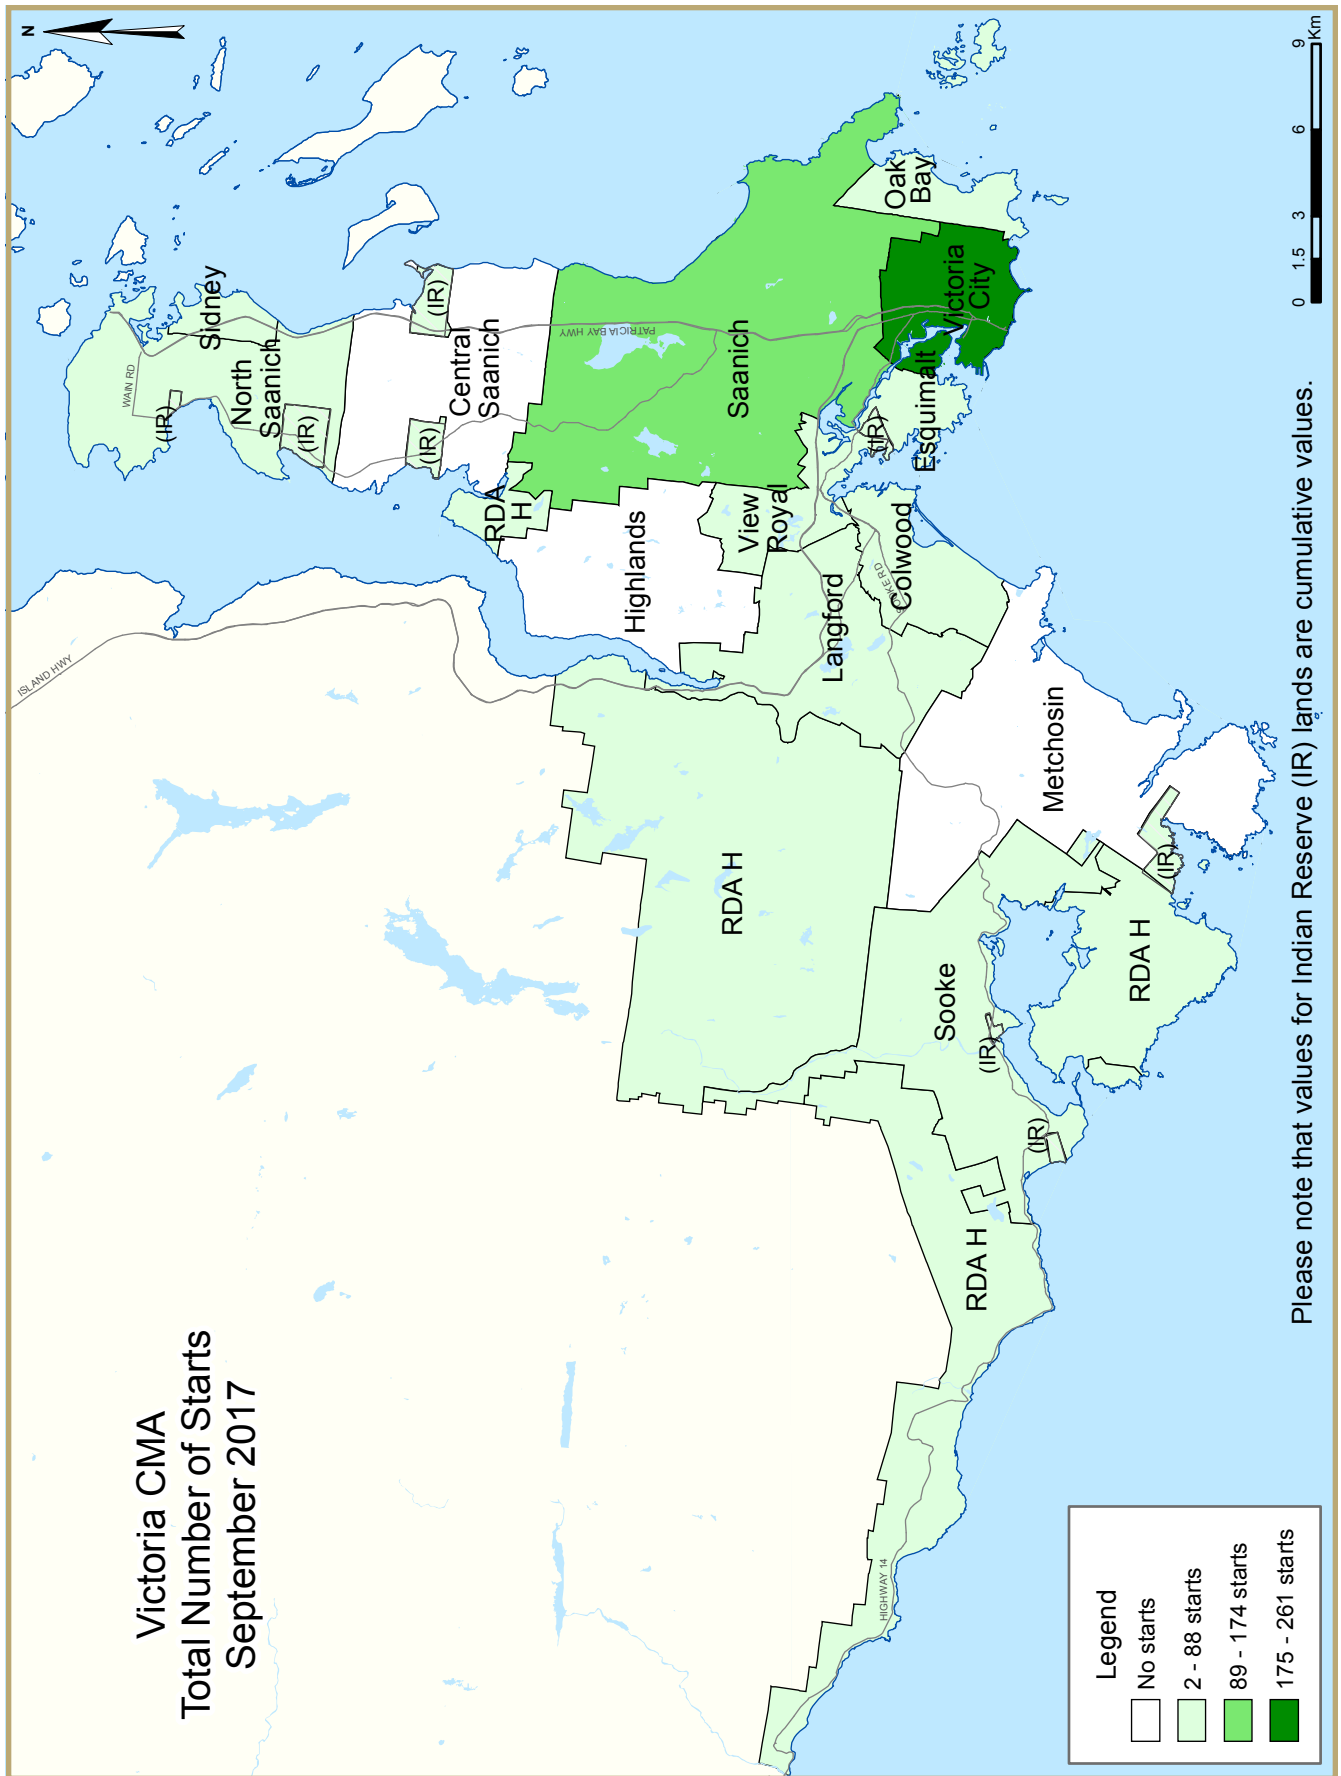 Victoria CMA
Total Number of Starts
September 2017
N
ISLAND HWY
WAIN RD
(IR)
North
Saanich
Sidney
(IR)
(IR)
Central
Saanich
(IR)
RDA
H
PATRICIA BAY HWY
Saanich
Highlands
View
Royal
Oak
Bay
Victoria
City
Esquimalt
(IR)
Langford
Colwood
Metchosin
RDA H
Sooke
(IR)
(IR)
RDA H
(IR)
RDA H
HIGHWAY 14
Legend
No starts
2 - 88 starts
89 - 174 starts
175 - 261 starts
Please note that values for Indian Reserve (IR) lands are cumulative values.
0 1.5 3 6 9
Km